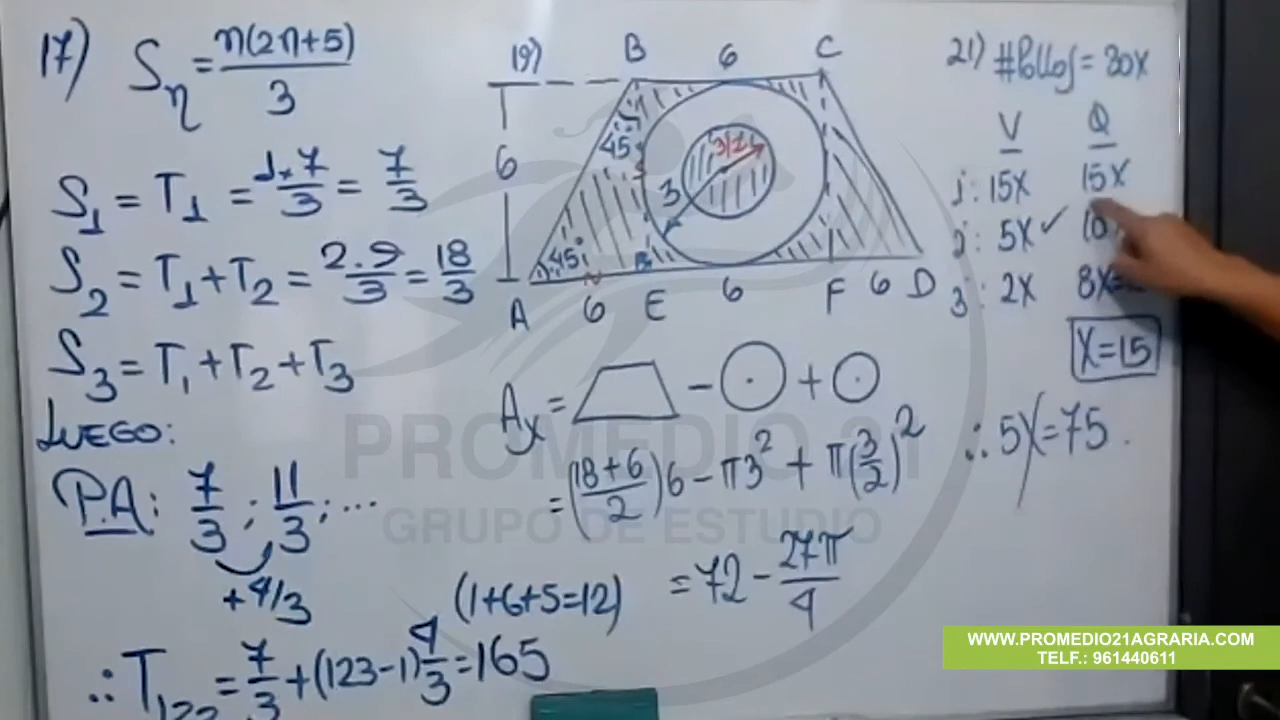 17) Sn = n(2n+5)/3
S1 = T1 = 1×7/3 = 7/3
S2 = T1+T2 = 2.9/3 = 18/3
S3 = T1+T2+T3
LUEGO:
P.A: 7/3 ; 11/3 ; ...
+4/3
(1+6+5=12)
∴ T = 7/3 + (123-1) 4/3 = 165
19) B 6 C
6
45
3/2
3
45°
A 6 E 6 F 6 D
Ax = - +
= (18+6/2)6 - π3² + π(3/2)²
= 72 - 27π/4
21) #Pollos = 30X
V Q
1: 15X 15X
2: 5X ✓ 10
3: 2X 8X=
X=15
∴ 5X=75.
PROMEDIO 21
GRUPO DE ESTUDIO
WWW.PROMEDIO21AGRARIA.COM
TELF.: 961440611